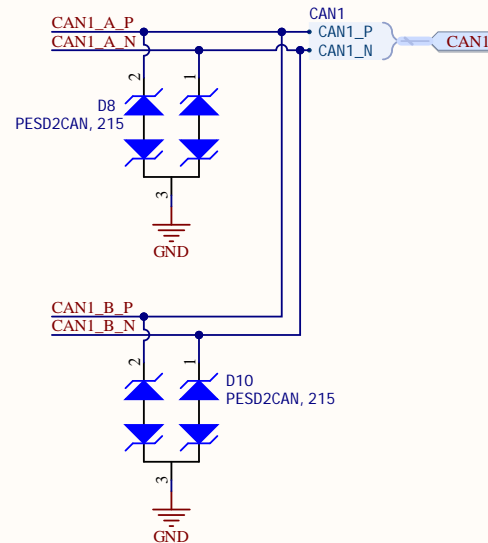 CAN1
CAN1_A_P
CAN1_P
CAN1_A_N
CAN1_N
CAN1
2
1
D8
PESD2CAN, 215
3
GND
CAN1_B_P
CAN1_B_N
2
1
D10
PESD2CAN, 215
3
GND